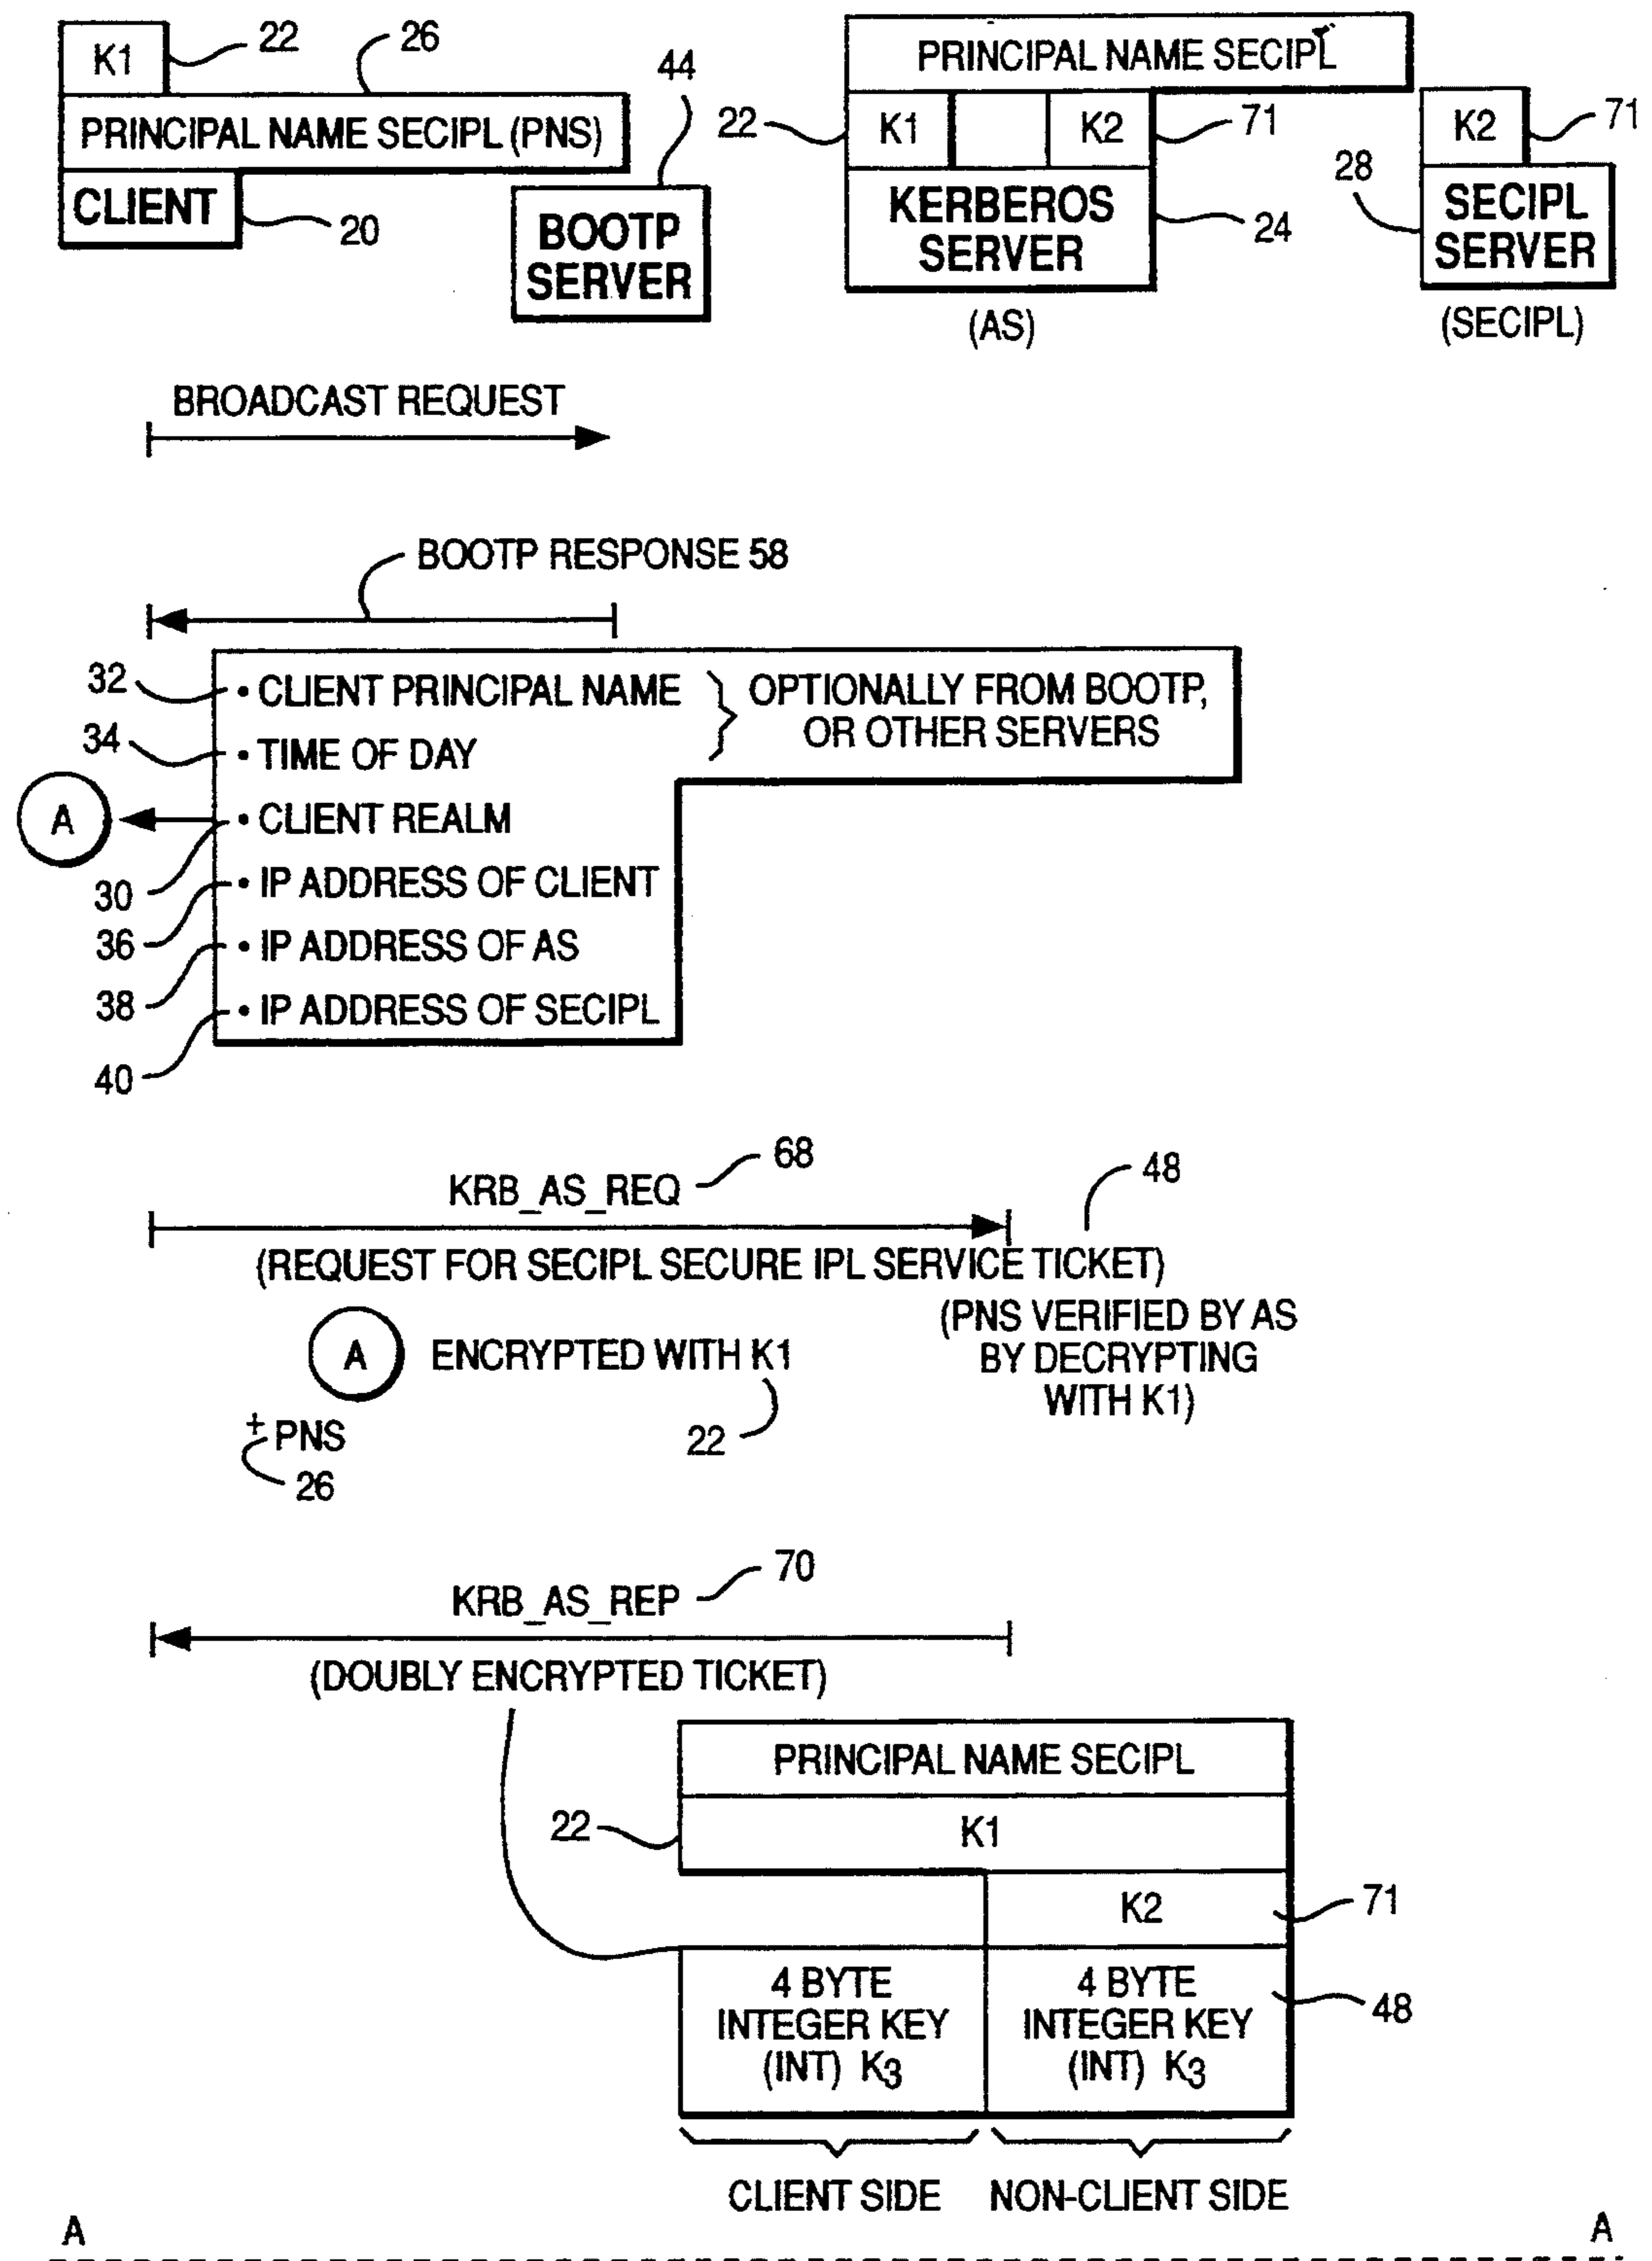 K1
22
26
44
PRINCIPAL NAME SECIPL (PNS)
CLIENT
20
BOOTP
SERVER
PRINCIPAL NAME SECIPL
22
K1
K2
71
K2
71
KERBEROS
SERVER
24
28
SECIPL
SERVER
(AS)
(SECIPL)
BROADCAST REQUEST
BOOTP RESPONSE 58
32
• CLIENT PRINCIPAL NAME
OPTIONALLY FROM BOOTP,
OR OTHER SERVERS
34
• TIME OF DAY
A
• CLIENT REALM
30
• IP ADDRESS OF CLIENT
36
• IP ADDRESS OF AS
38
• IP ADDRESS OF SECIPL
40
KRB_AS_REQ
68
48
(REQUEST FOR SECIPL SECURE IPL SERVICE TICKET)
A
ENCRYPTED WITH K1
(PNS VERIFIED BY AS
BY DECRYPTING
WITH K1)
22
+ PNS
26
KRB_AS_REP
70
(DOUBLY ENCRYPTED TICKET)
PRINCIPAL NAME SECIPL
22
K1
K2
71
4 BYTE
INTEGER KEY
(INT) K3
4 BYTE
INTEGER KEY
(INT) K3
48
CLIENT SIDE
NON-CLIENT SIDE
A
A